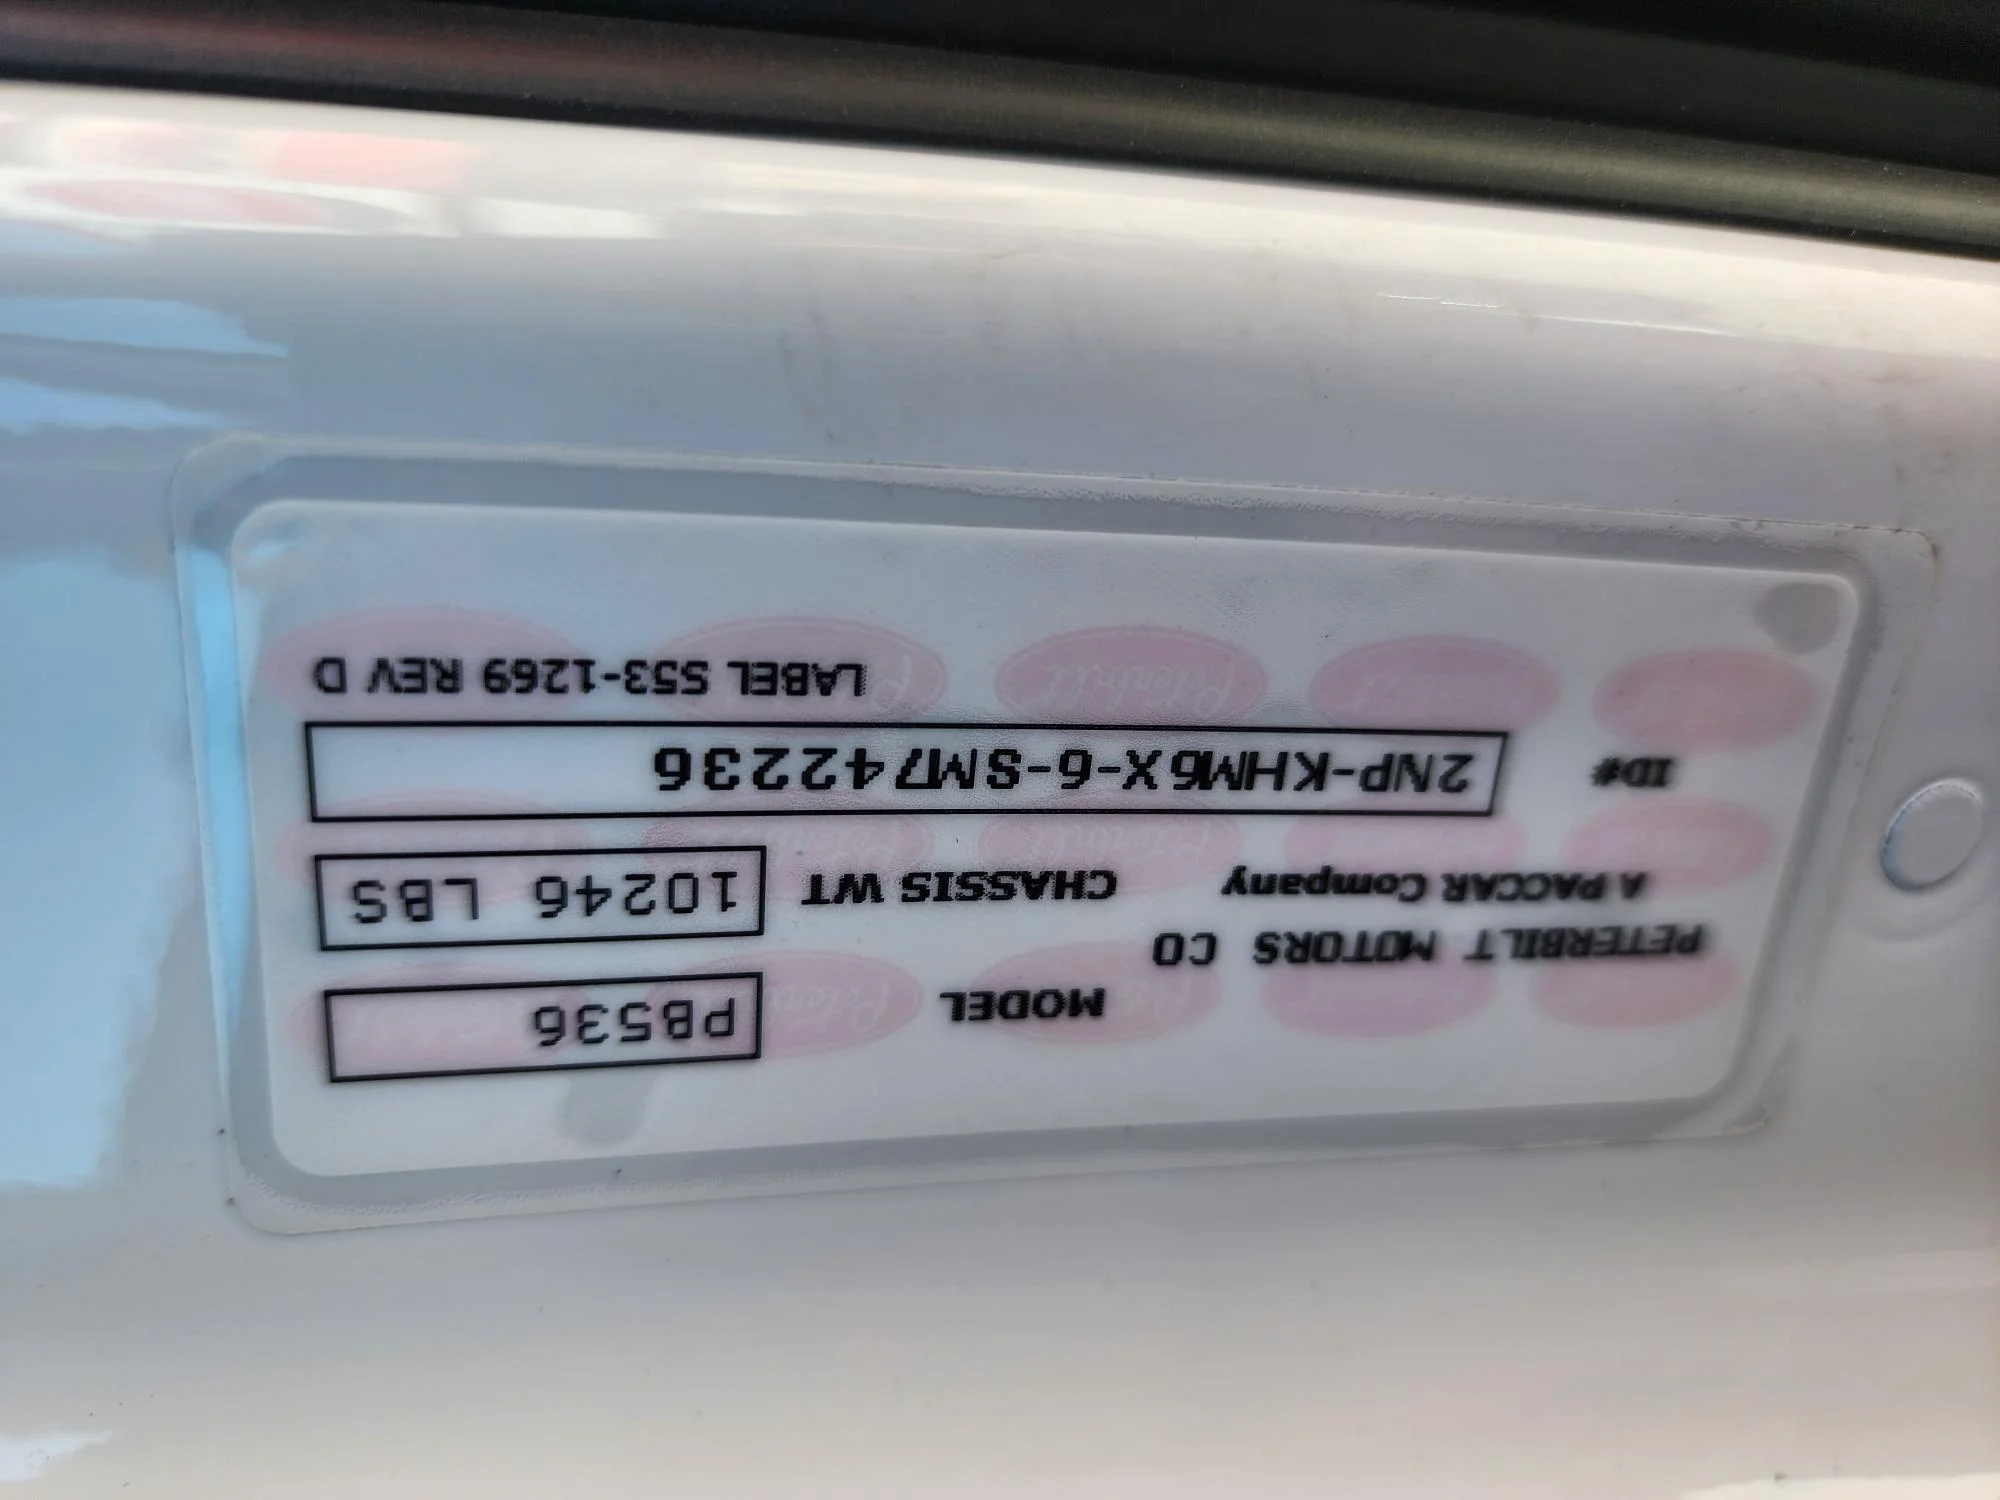 MODEL PB536
PETERBILT MOTORS CO
A PACCAR Company CHASSIS WT 10246 LBS
ID# 2NP-KHM6X-6-SM742236
LABEL S53-1269 REV D